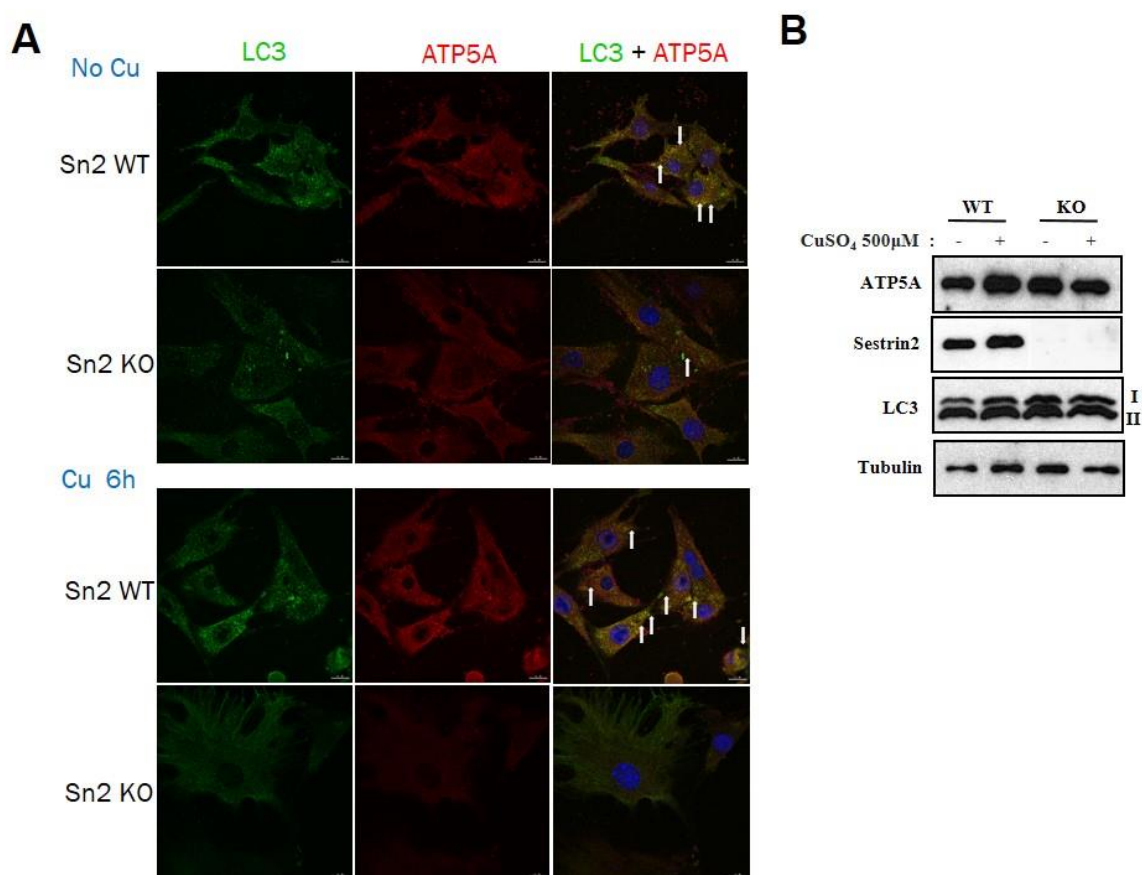 A
LC3 ATP5A LC3 + ATP5A
No Cu
Sn2 WT
Sn2 KO
Cu 6h
Sn2 WT
Sn2 KO
B
WT KO
CuSO₄ 500μM : - + - +
ATP5A
Sestrin2
LC3 I
II
Tubulin